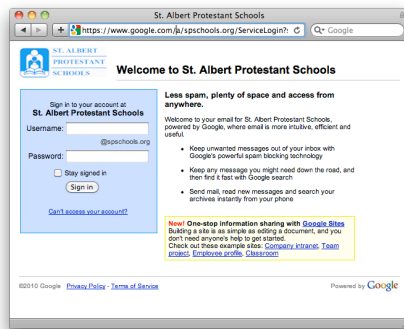 St. Albert Protestant Schools
https://www.google.com/a/spschools.org/ServiceLogin?s
Google
ST. ALBERT
PROTESTANT
SCHOOLS
Welcome to St. Albert Protestant Schools
Sign in to your account at
St. Albert Protestant Schools
Username:
@spschools.org
Password:
Stay signed in
Sign in
Can't access your account?
Less spam, plenty of space and access from
anywhere.
Welcome to your email for St. Albert Protestant Schools,
powered by Google, where email is more intuitive, efficient and
useful.
• Keep unwanted messages out of your inbox with
Google's powerful spam blocking technology
• Keep any message you might need down the road, and
then find it fast with Google search
• Send mail, read new messages and search your
archives instantly from your phone
New! One-stop information sharing with Google Sites
Building a site is as simple as editing a document, and you
don't need anyone's help to get started.
Check out these example sites: Company intranet, Team
project, Employee profile, Classroom
©2010 Google Privacy Policy - Terms of Service
Powered by Google